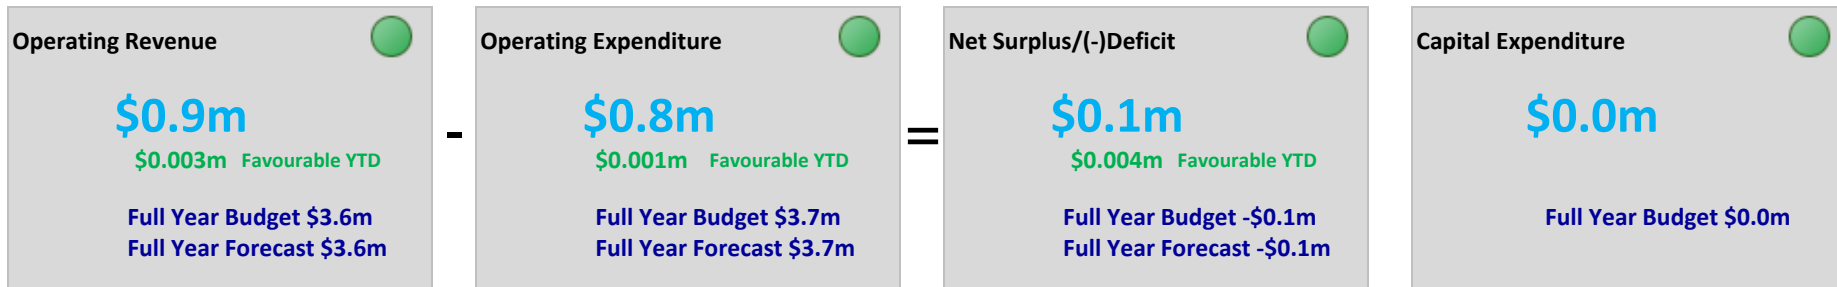 Operating Revenue
$0.9m
$0.003m Favourable YTD
Full Year Budget $3.6m
Full Year Forecast $3.6m
-
Operating Expenditure
$0.8m
$0.001m Favourable YTD
Full Year Budget $3.7m
Full Year Forecast $3.7m
=
Net Surplus/(-)Deficit
$0.1m
$0.004m Favourable YTD
Full Year Budget -$0.1m
Full Year Forecast -$0.1m
Capital Expenditure
$0.0m
Full Year Budget $0.0m